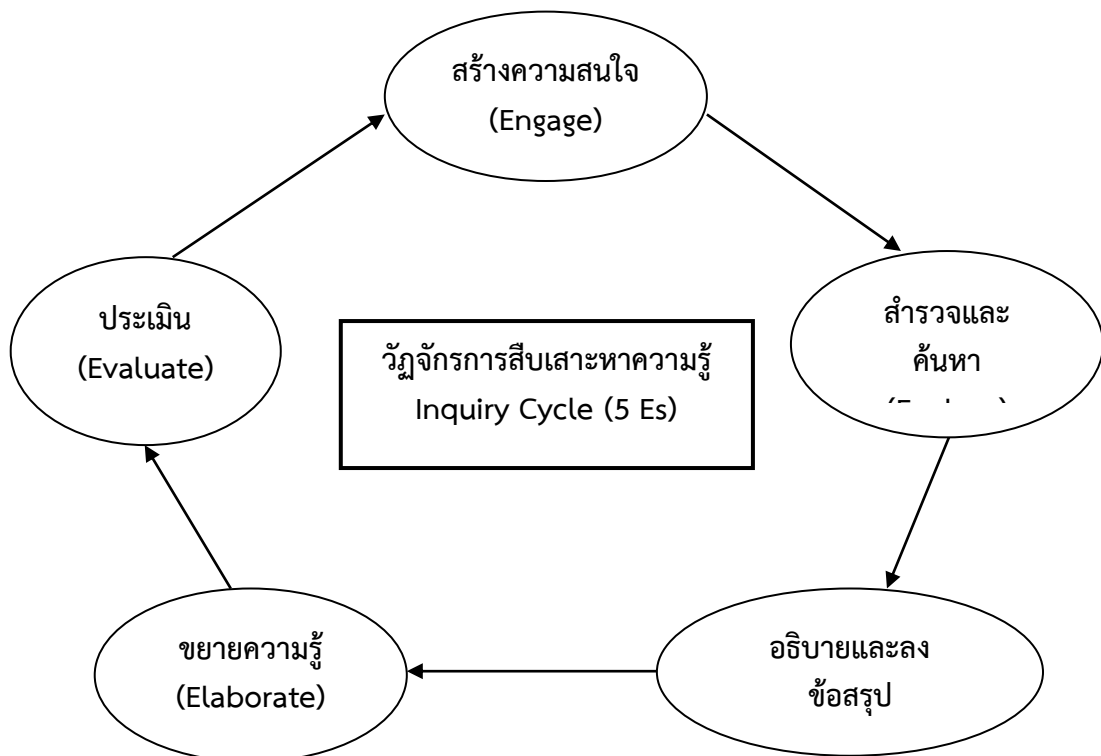 สร้างความสนใจ
(Engage)
สำรวจและ
ค้นหา
อธิบายและลง
ข้อสรุป
ขยายความรู้
(Elaborate)
ประเมิน
(Evaluate)
วัฏจักรการสืบเสาะหาความรู้
Inquiry Cycle (5 Es)